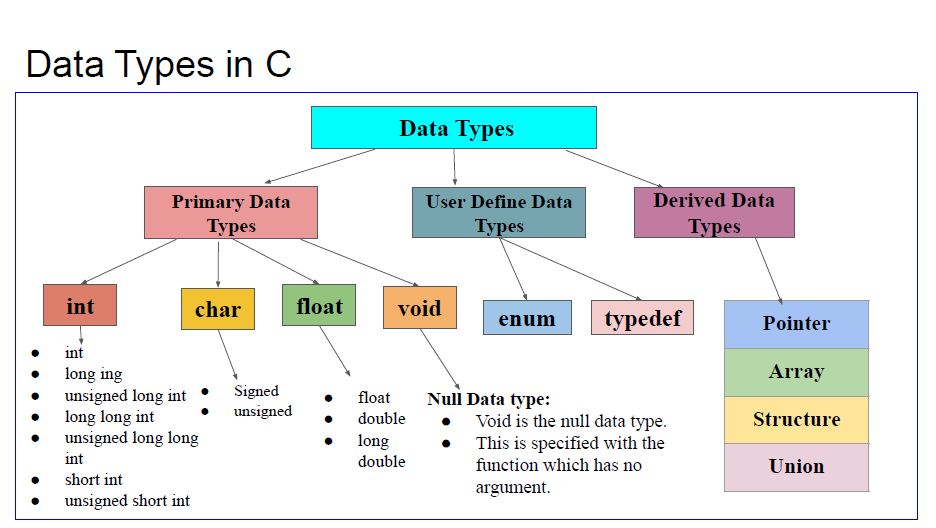 Data Types in C
Data Types
Primary Data
Types
User Define Data
Types
Derived Data
Types
int
char
float
void
enum
typedef
Pointer
Array
Structure
Union
● int
● long ing
● unsigned long int
● long long int
● unsigned long long
int
● short int
● unsigned short int
● Signed
● unsigned
● float
● double
● long
double
Null Data type:
● Void is the null data type.
● This is specified with the
function which has no
argument.